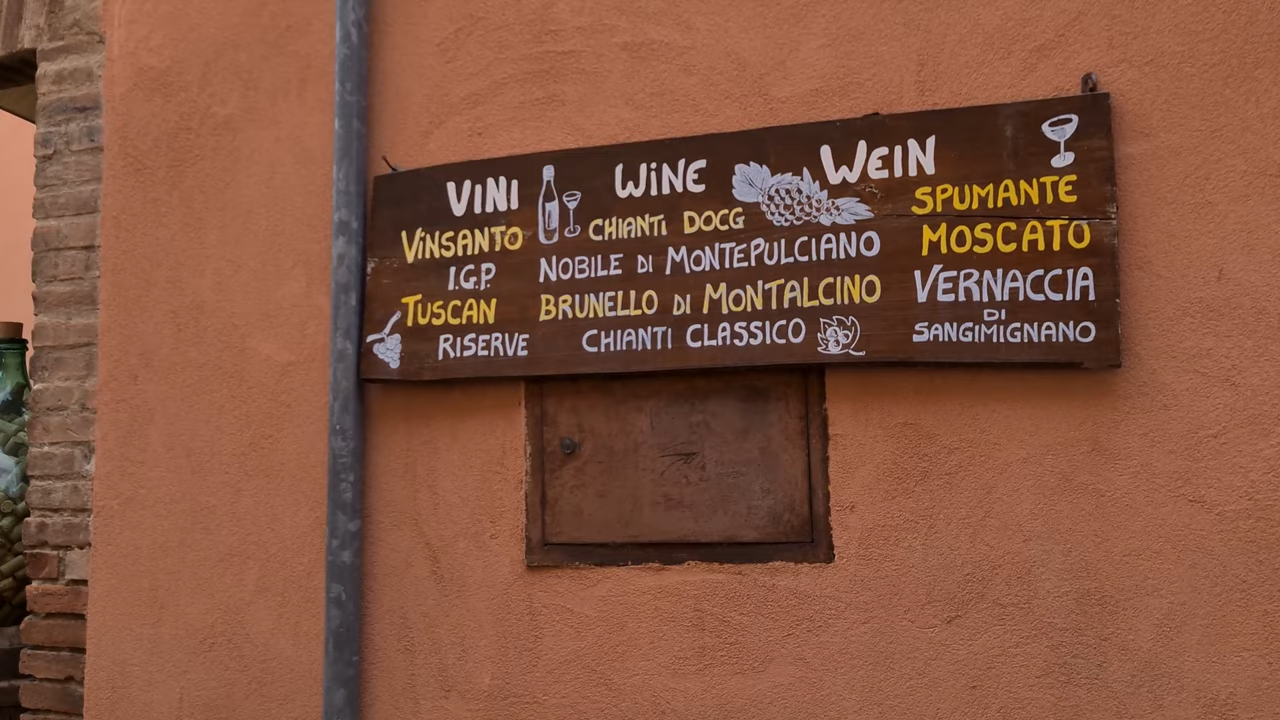 VINI WINE WEIN
VINSANTO
I.G.P.
TUSCAN
RISERVE
CHIANTI DOCG
NOBILE DI MONTEPULCIANO
BRUNELLO DI MONTALCINO
CHIANTI CLASSICO
SPUMANTE
MOSCATO
VERNACCIA
DI
SANGIMIGNANO